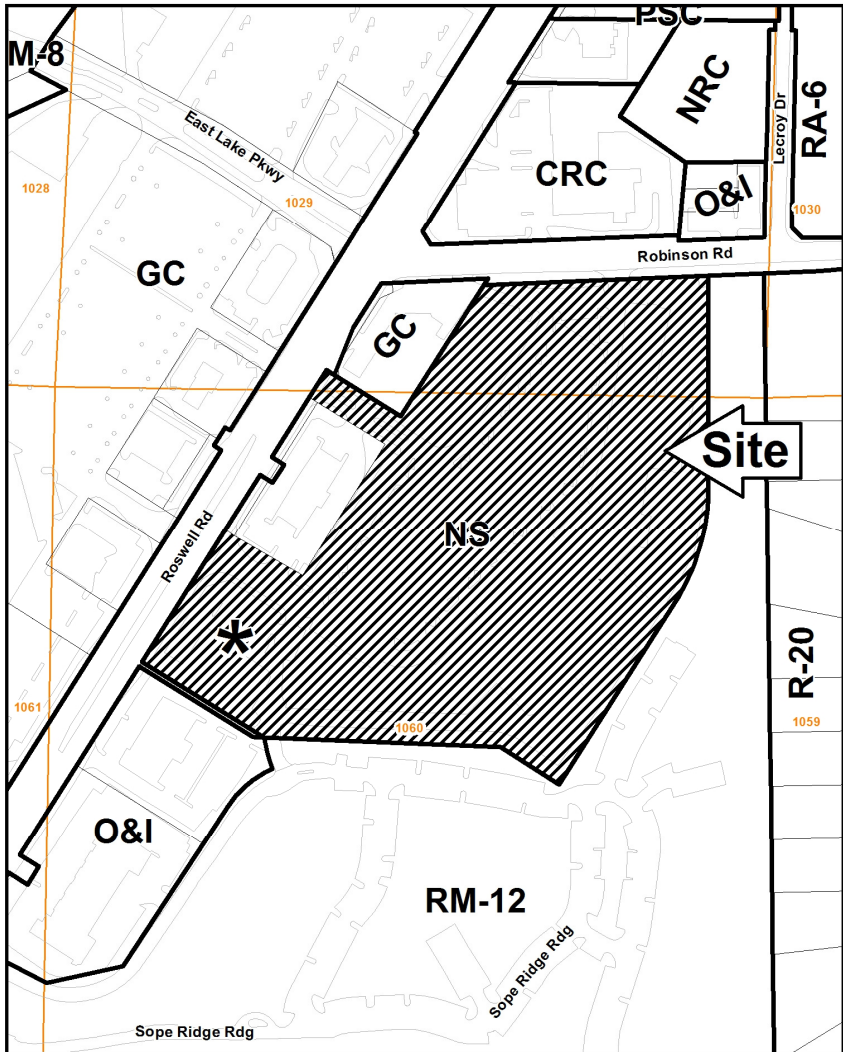 PSC
M-8
NRC
Lecroy Dr
RA-6
East Lake Pkwy
CRC
1028
1029
O&I
1030
Robinson Rd
GC
GC
Site
NS
Roswell Rd
*
R-20
1061
1060
1059
O&I
RM-12
Sope Ridge Rdg
Sope Ridge Rdg